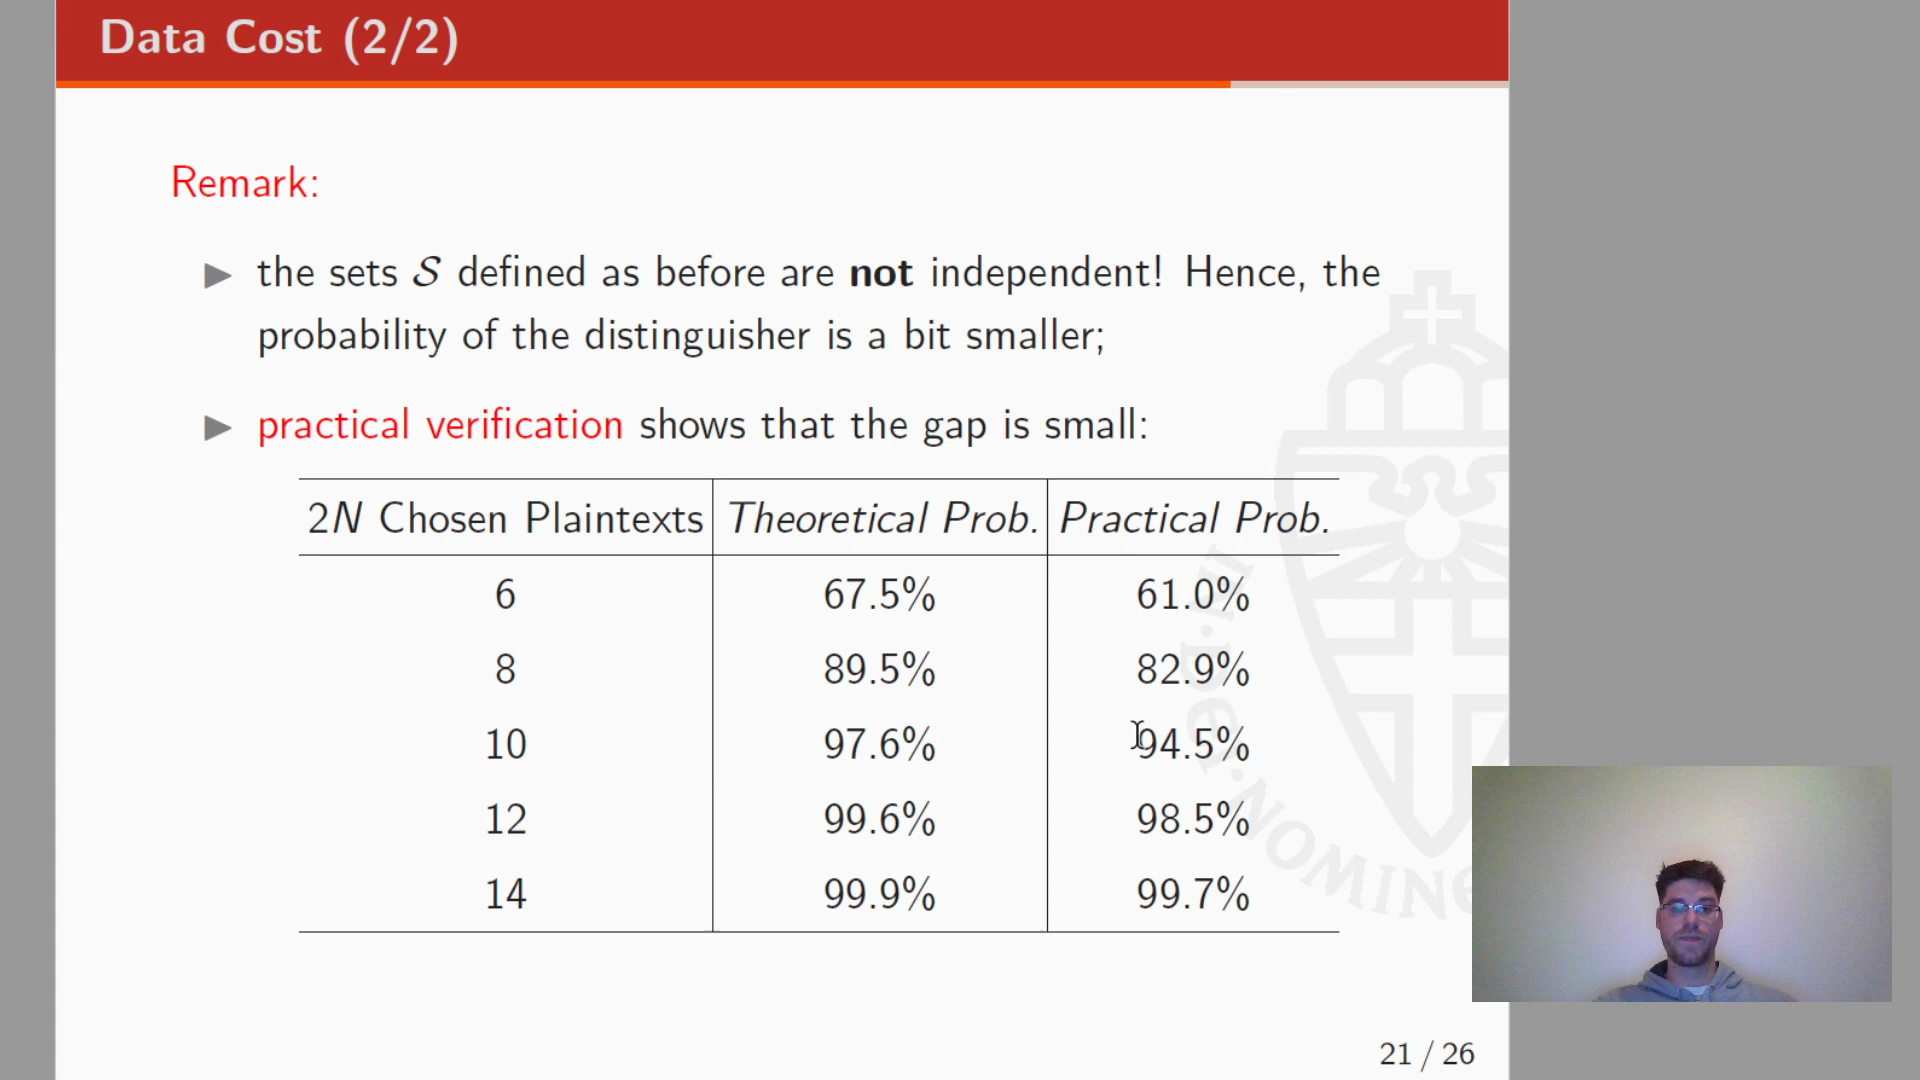 Data Cost (2/2)
Remark:
▶ the sets 𝒮 defined as before are not independent! Hence, the
probability of the distinguisher is a bit smaller;
▶ practical verification shows that the gap is small:
2N Chosen Plaintexts Theoretical Prob. Practical Prob.
6 67.5% 61.0%
8 89.5% 82.9%
10 97.6% 94.5%
12 99.6% 98.5%
14 99.9% 99.7%
IN·DEI·NOMINE
21 / 26